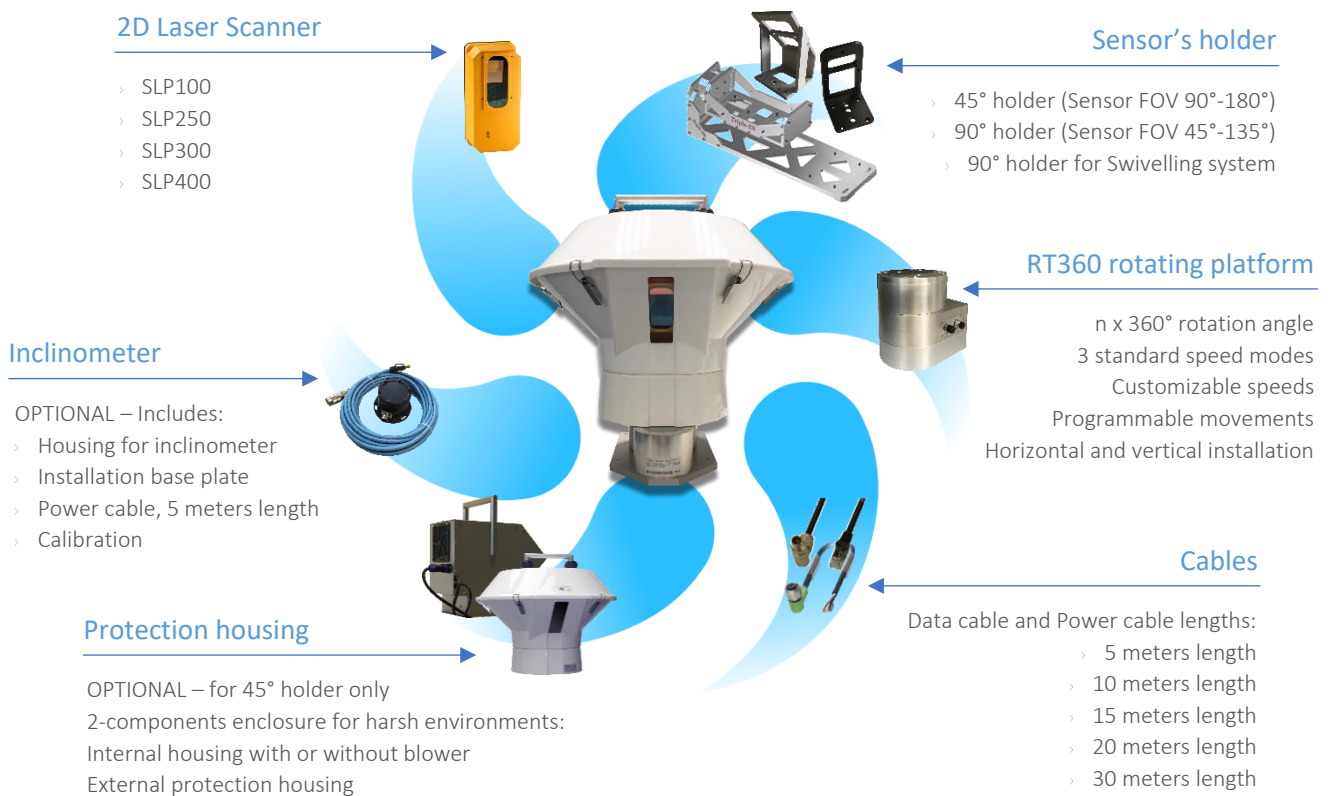 2D Laser Scanner
› SLP100
› SLP250
› SLP300
› SLP400
Sensor's holder
› 45° holder (Sensor FOV 90°-180°)
› 90° holder (Sensor FOV 45°-135°)
› 90° holder for Swivelling system
RT360 rotating platform
n x 360° rotation angle
3 standard speed modes
Customizable speeds
Programmable movements
Horizontal and vertical installation
Inclinometer
OPTIONAL – Includes:
› Housing for inclinometer
› Installation base plate
› Power cable, 5 meters length
› Calibration
Cables
Data cable and Power cable lengths:
› 5 meters length
› 10 meters length
› 15 meters length
› 20 meters length
› 30 meters length
Protection housing
OPTIONAL – for 45° holder only
2-components enclosure for harsh environments:
Internal housing with or without blower
External protection housing